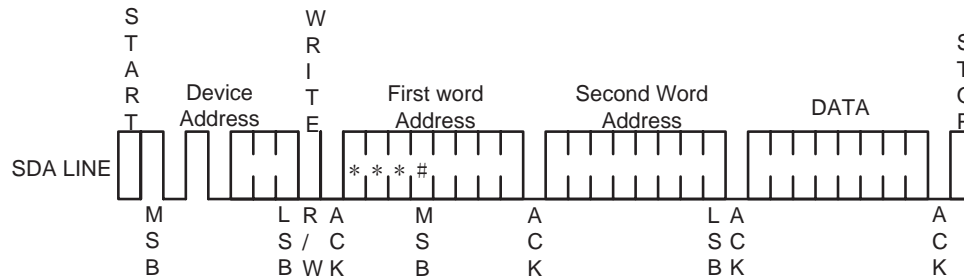 START
WRITE
Device
Address
First word
Address
Second Word
Address
DATA
SDA LINE
* * * #
MSB
LSB
R/W
ACK
MSB
ACK
LSB
ACK
ACK